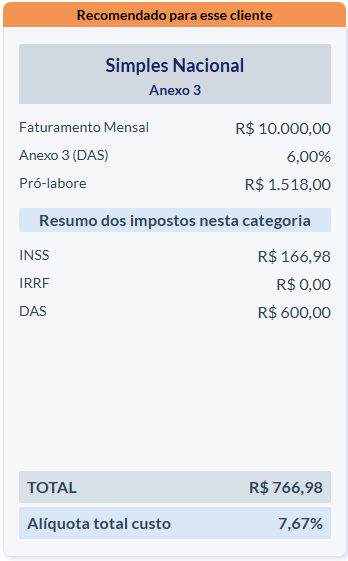 Recomendado para esse cliente
Simples Nacional
Anexo 3
Faturamento Mensal R$ 10.000,00
Anexo 3 (DAS) 6,00%
Pró-labore R$ 1.518,00
Resumo dos impostos nesta categoria
INSS R$ 166,98
IRRF R$ 0,00
DAS R$ 600,00
TOTAL R$ 766,98
Alíquota total custo 7,67%